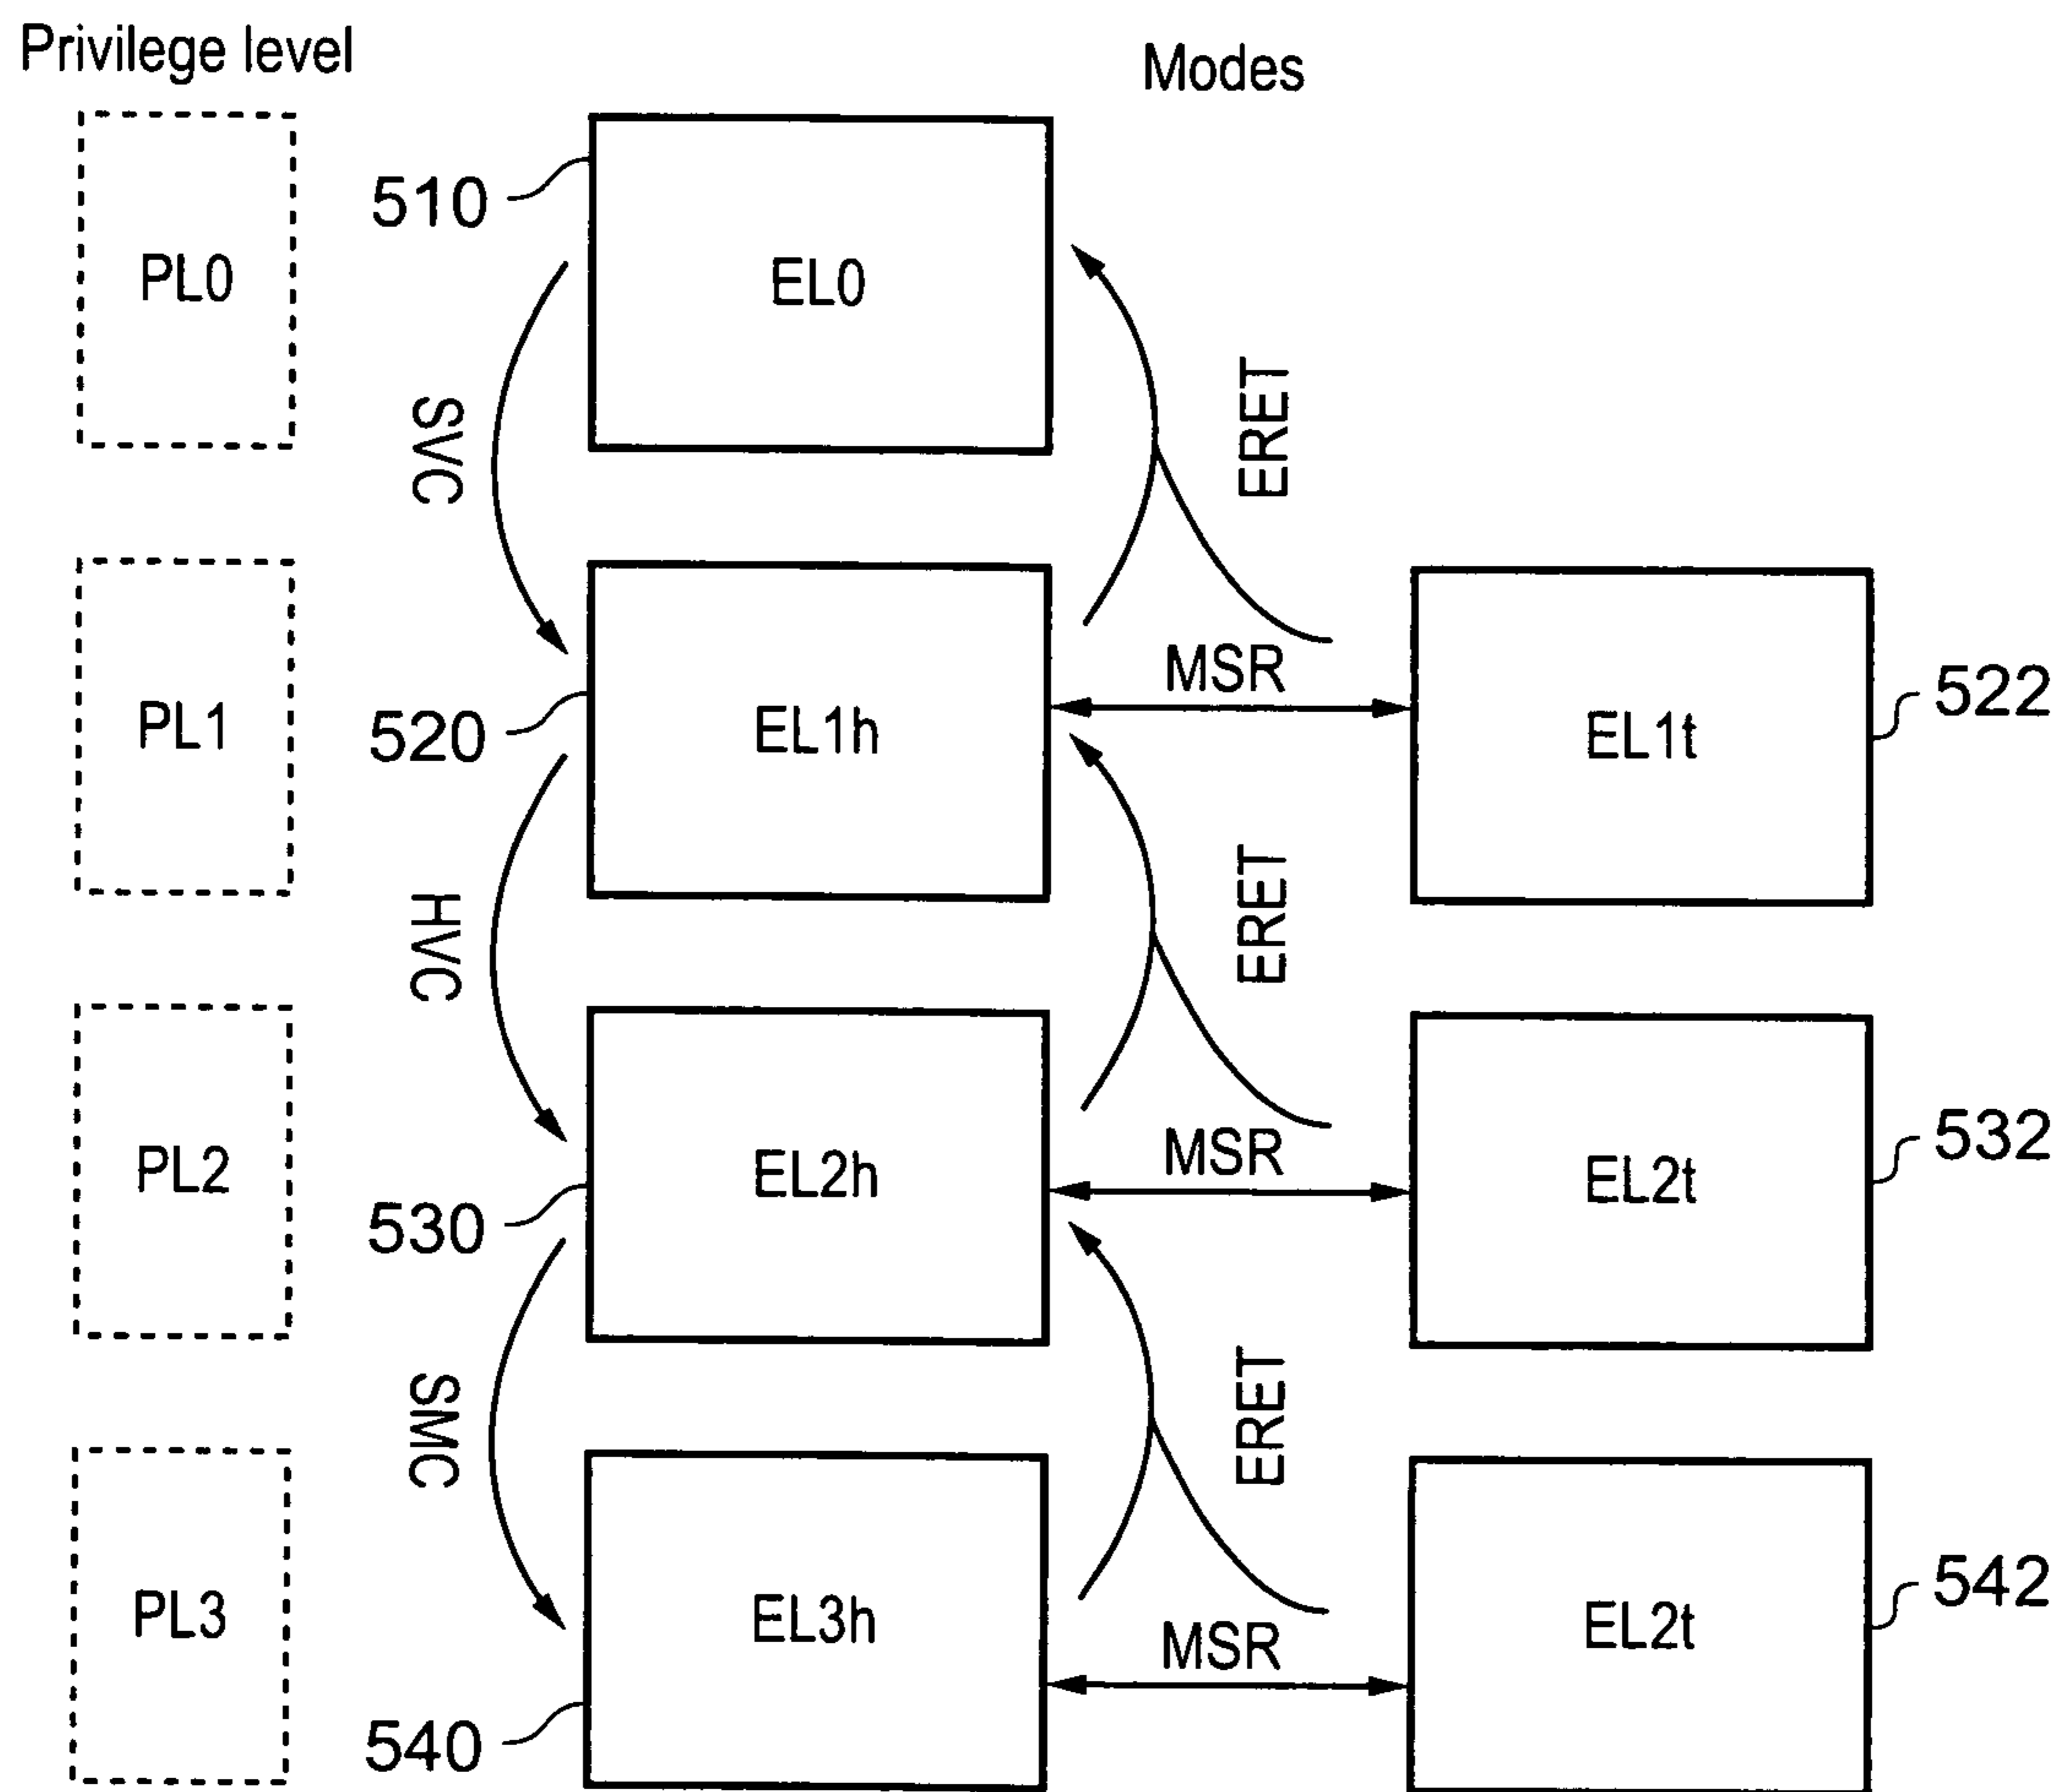 Privilege level
Modes
PL0
510
EL0
SVC
ERET
PL1
520
EL1h
MSR
EL1t
522
HVC
ERET
PL2
530
EL2h
MSR
EL2t
532
SMC
ERET
PL3
540
EL3h
MSR
EL2t
542